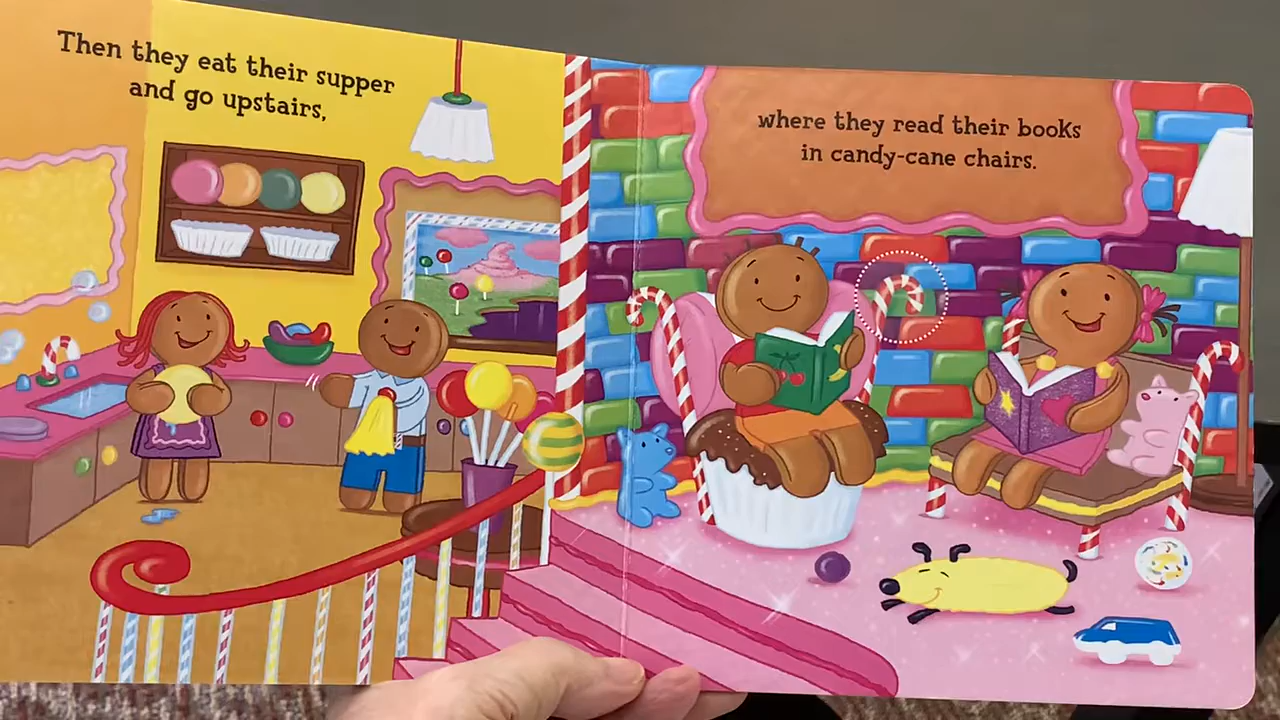 Then they eat their supper
and go upstairs,
where they read their books
in candy-cane chairs.